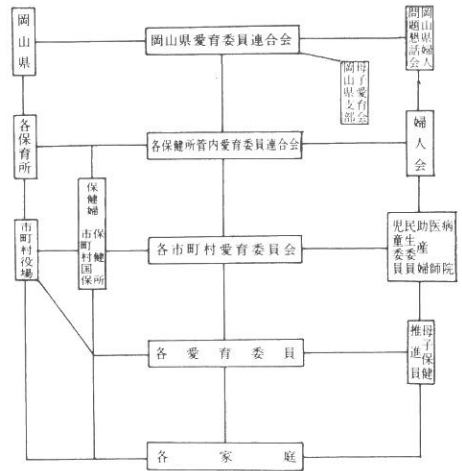 岡山県
岡山県愛育委員連合会
岡山県婦人
問題懇話会
母子愛育会
岡山県支部
各保育所
各保健所管内愛育委員連合会
婦人会
保健婦
保健所
市町村国保
市町村役場
各市町村愛育委員会
病院
医師
助産婦
民生委員
児童委員
各愛育委員
母子保健
推進員
各家庭